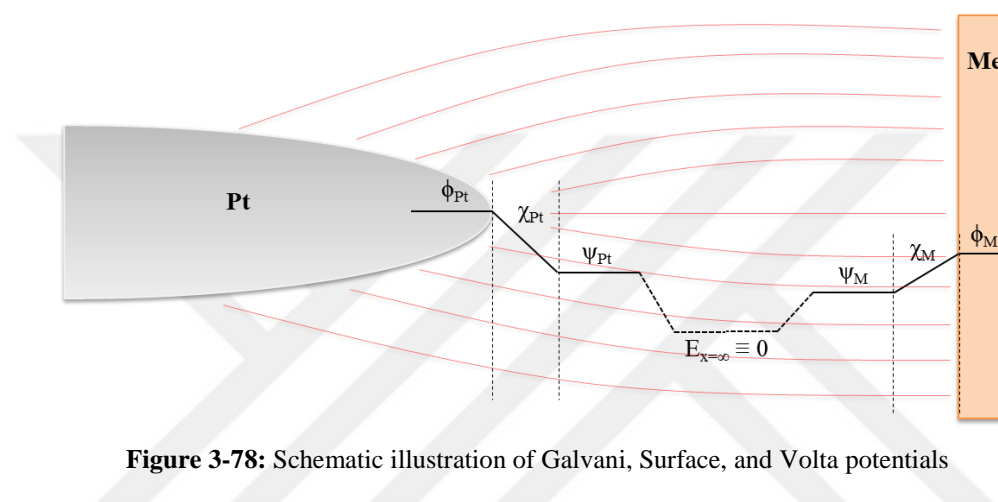 Me
Pt
ϕPt
χPt
ψPt
ψM
χM
ϕM
Ex=∞ ≡ 0
Figure 3-78: Schematic illustration of Galvani, Surface, and Volta potentials